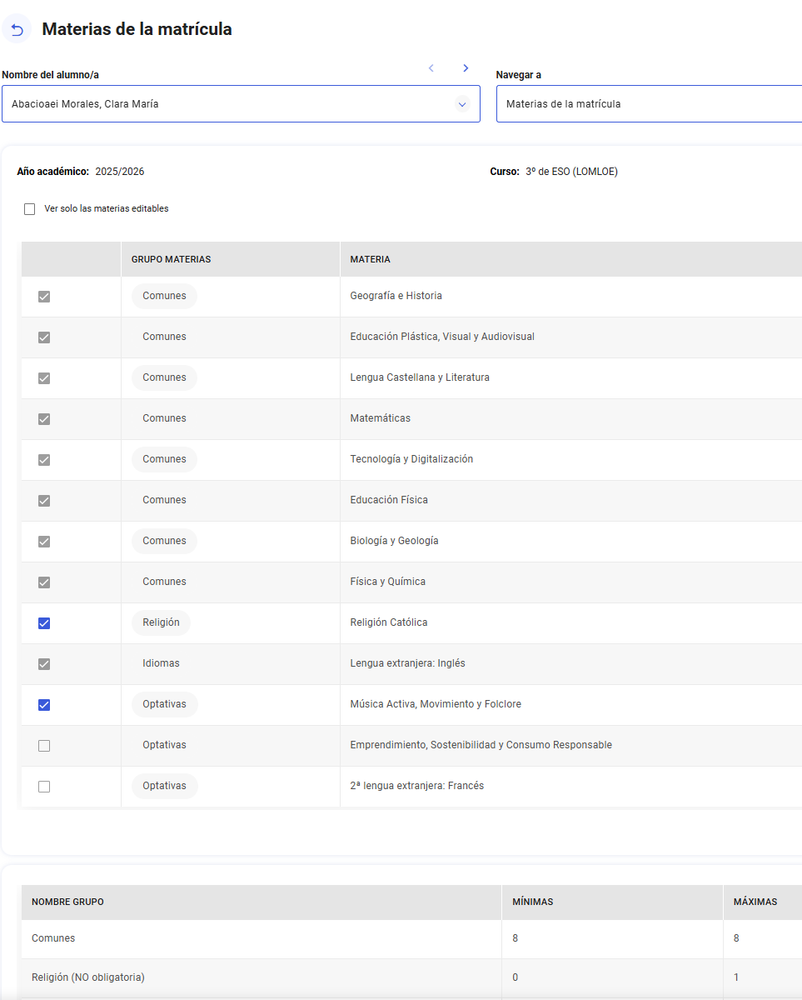 Materias de la matrícula
Nombre del alumno/a
Navegar a
Abacioaei Morales, Clara María
Materias de la matrícula
Año académico: 2025/2026
Curso: 3º de ESO (LOMLOE)
Ver solo las materias editables
GRUPO MATERIAS MATERIA
Comunes Geografía e Historia
Comunes Educación Plástica, Visual y Audiovisual
Comunes Lengua Castellana y Literatura
Comunes Matemáticas
Comunes Tecnología y Digitalización
Comunes Educación Física
Comunes Biología y Geología
Comunes Física y Química
Religión Religión Católica
Idiomas Lengua extranjera: Inglés
Optativas Música Activa, Movimiento y Folclore
Optativas Emprendimiento, Sostenibilidad y Consumo Responsable
Optativas 2ª lengua extranjera: Francés
NOMBRE GRUPO MÍNIMAS MÁXIMAS
Comunes 8 8
Religión (NO obligatoria) 0 1